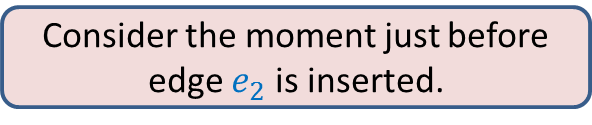 Consider the moment just before
edge e₂ is inserted.